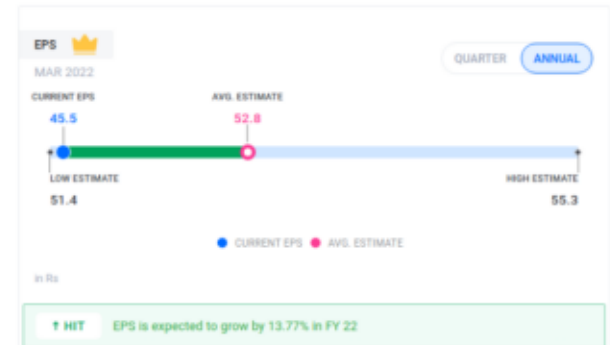 EPS
QUARTER ANNUAL
MAR 2022
CURRENT EPS AVG. ESTIMATE
45.5 52.8
LOW ESTIMATE HIGH ESTIMATE
51.4 55.3
CURRENT EPS AVG. ESTIMATE
in Rs
↑ HIT EPS is expected to grow by 13.77% in FY 22